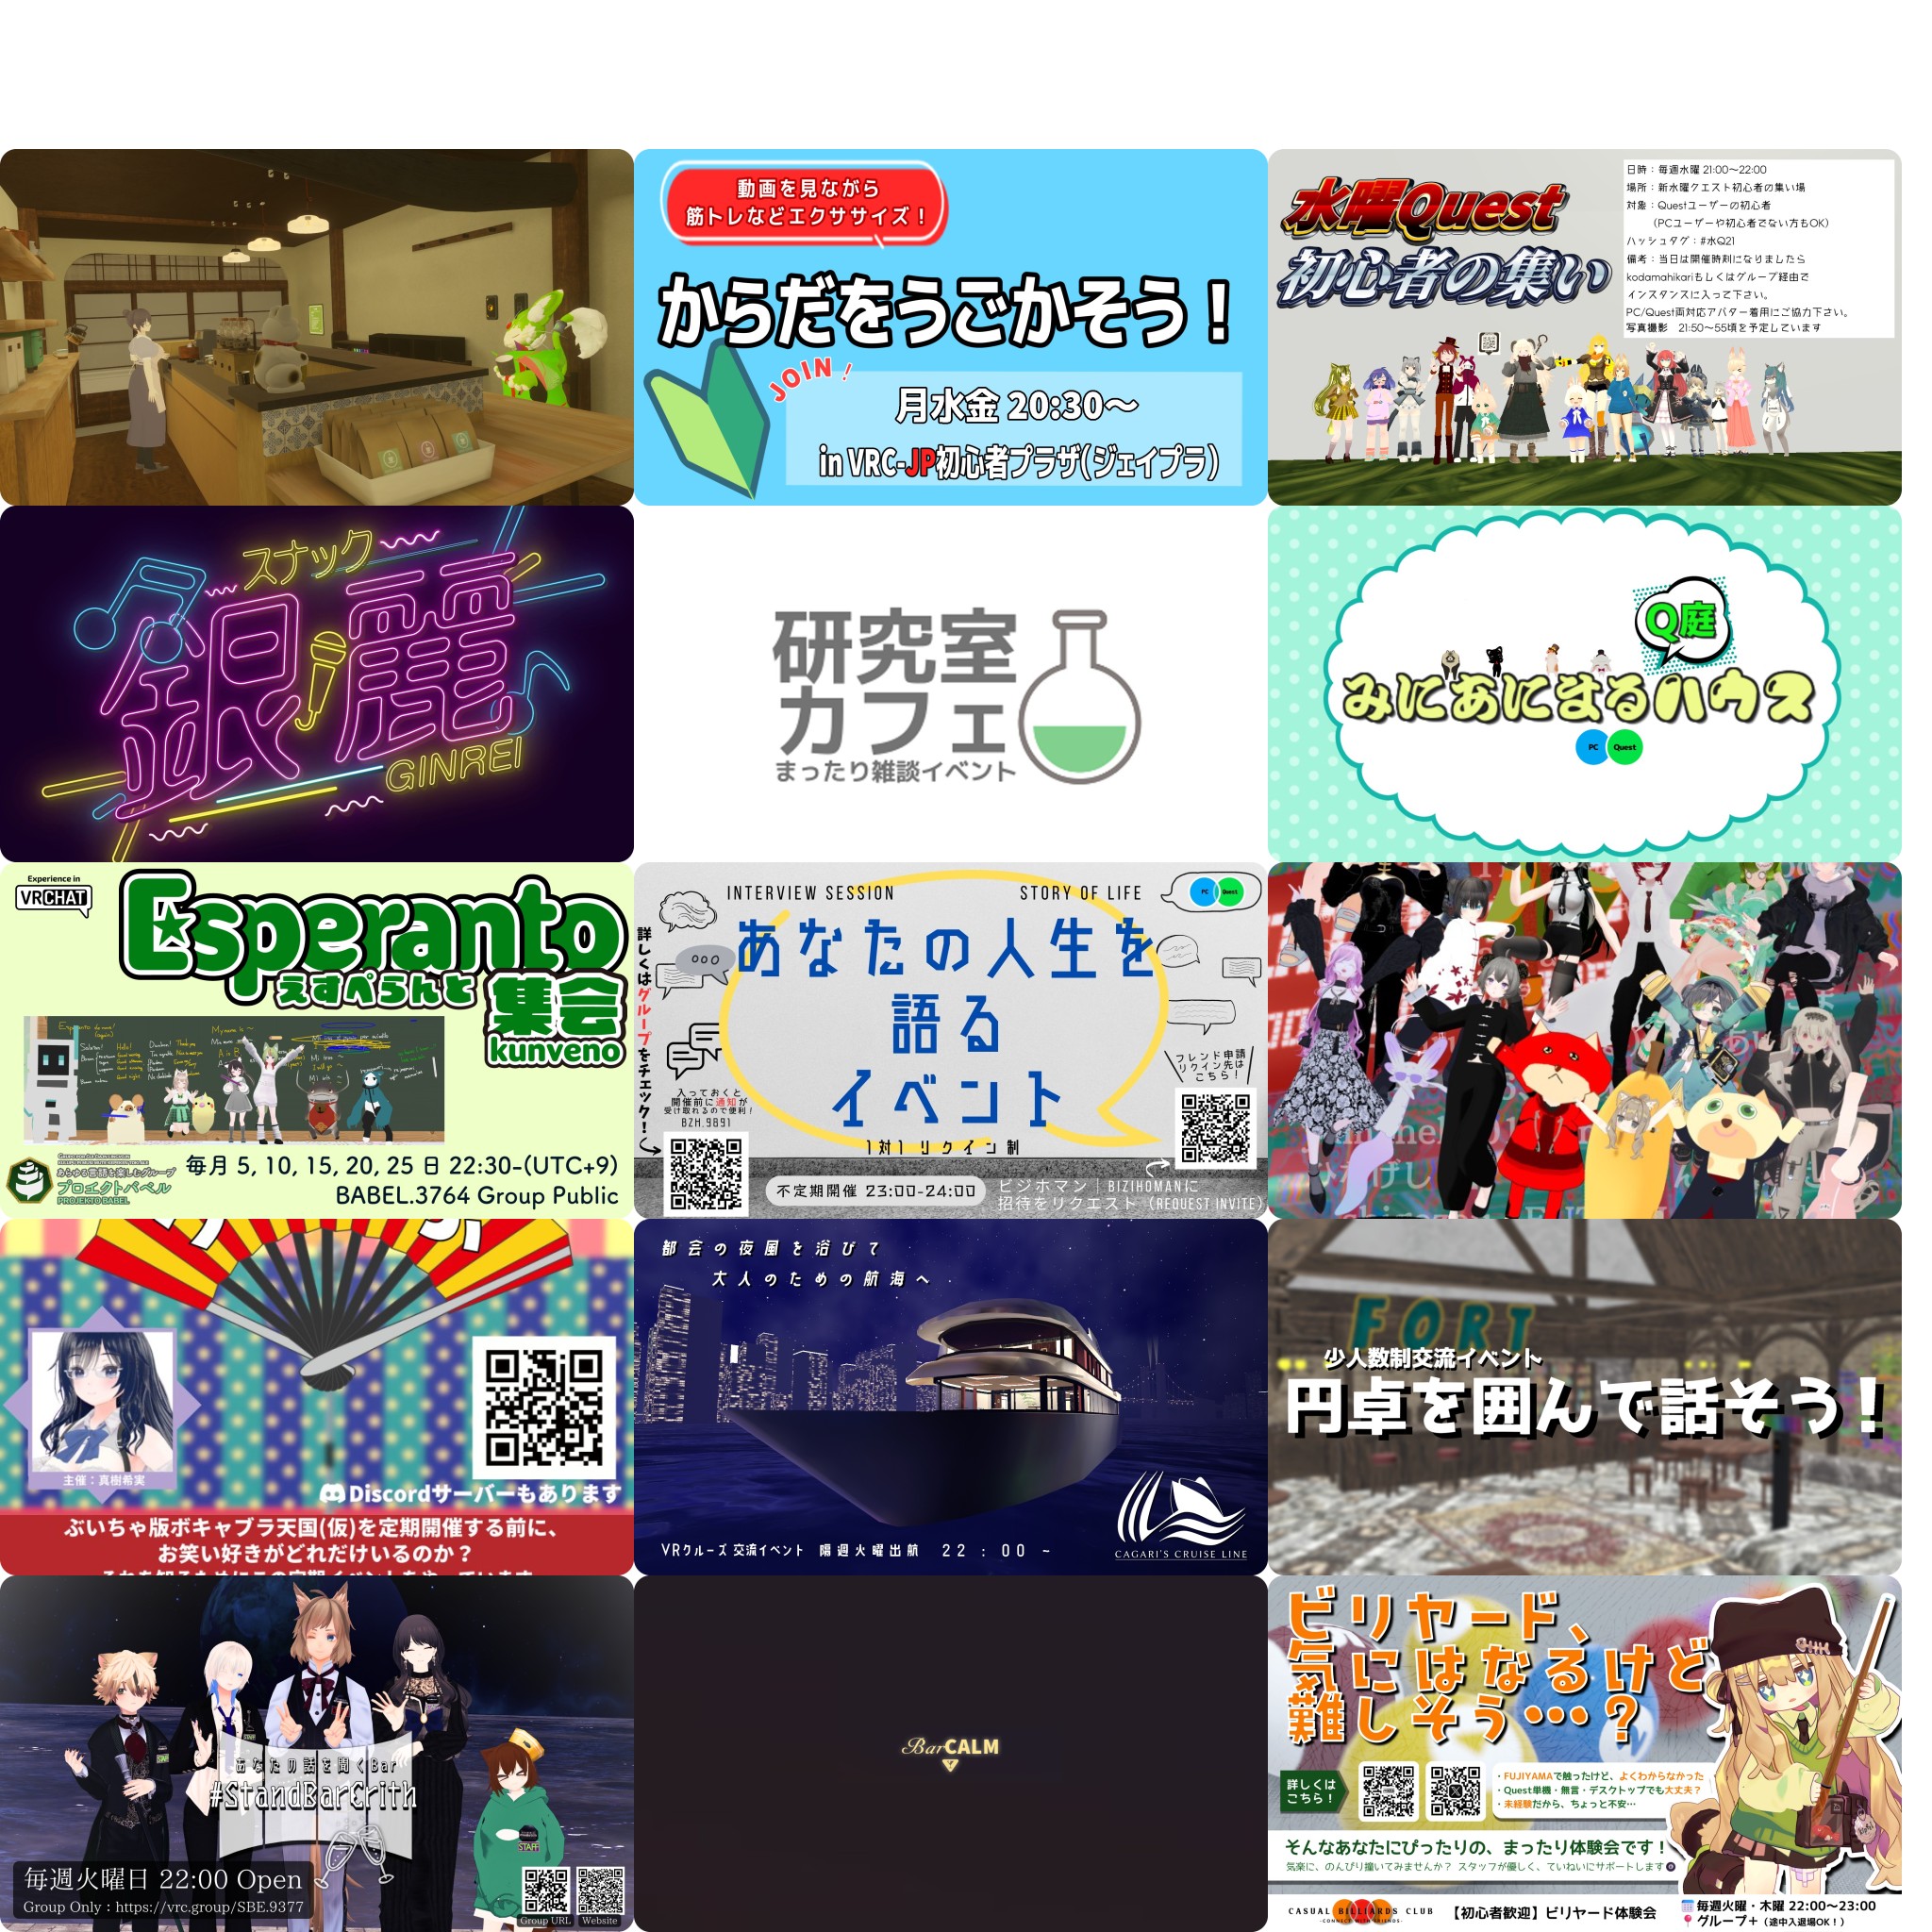 動画を見ながら
筋トレなどエクササイズ！
からだをうごかそう！
JOIN！
月水金 20:30〜
in VRC-JP初心者プラザ(ジェイプラ)
水曜Quest
初心者の集い
日時：毎週水曜 21:00〜22:00
場所：新水曜クエスト初心者の集い場
対象：Questユーザーの初心者
（PCユーザーや初心者でない方もOK）
ハッシュタグ：#水Q21
備考：当日は開催時刻になりましたら
kodamahikariもしくはグループ経由で
インスタンスに入って下さい。
PC/Quest両対応アバター着用にご協力下さい。
写真撮影　21:50〜55頃を予定しています
スナック
銀麗
GINREI
研究室
カフェ
まったり雑談イベント
Q庭
みにあにまるハウス
PC Quest
Experience in
VRCHAT
Esperanto
えすぺらんと 集会
kunveno
あらゆる言語を楽しむグループ
プロエクトバベル
PROJEKTO BABEL
毎月 5, 10, 15, 20, 25 日 22:30-(UTC+9)
BABEL.3764 Group Public
INTERVIEW SESSION STORY OF LIFE
PC Quest
あなたの人生を
語る
イベント
1対1リクイン制
詳しくはグループをチェック！
入っておくと
開催前に通知が
受け取れるので便利！
BZH.9891
フレンド申請
リクイン先は
こちら！
不定期開催 23:00-24:00
ビジホマン｜BIZIHOMANに
招待をリクエスト（REQUEST INVITE）
主催：真樹希実
Discordサーバーもあります
ぶいちゃ版ボキャブラ天国(仮)を定期開催する前に、
お笑い好きがどれだけいるのか？
都会の夜風を浴びて
大人のための航海へ
VRクルーズ交流イベント 隔週火曜出航 22:00~
CAGARI'S CRUISE LINE
FORT
少人数制交流イベント
円卓を囲んで話そう！
あなたの話を聞くBar
#StandBarCrith
STAFF
毎週火曜日 22:00 Open
Group Only : https://vrc.group/SBE.9377
Group URL Website
BarCALM
ビリヤード、
気にはなるけど
難しそう…？
詳しくは
こちら！
・FUJIYAMAで触ったけど、よくわからなかった
・Quest単機・無言・デスクトップでも大丈夫？
・未経験だから、ちょっと不安…
そんなあなたにぴったりの、まったり体験会です！
気楽に、のんびり撞いてみませんか？ スタッフが優しく、ていねいにサポートします
CASUAL BILLIARDS CLUB
-CONNECT WITH FRIENDS-
【初心者歓迎】ビリヤード体験会
毎週火曜・木曜 22:00〜23:00
グループ＋（途中入退場OK！）